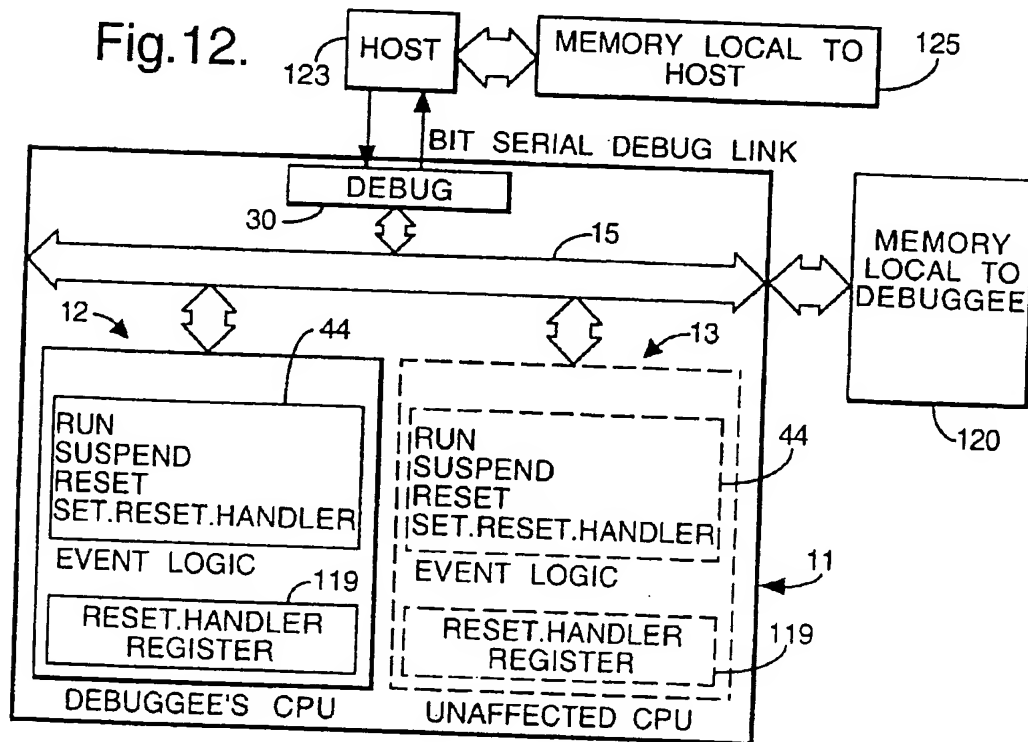 Fig.12.
HOST
123
MEMORY LOCAL TO
HOST
125
BIT SERIAL DEBUG LINK
DEBUG
30
15
MEMORY
LOCAL TO
DEBUGGEE
120
12
44
13
RUN
SUSPEND
RESET
SET.RESET.HANDLER
EVENT LOGIC
119
RESET.HANDLER
REGISTER
DEBUGGEE'S CPU
RUN
SUSPEND
RESET
SET.RESET.HANDLER
44
EVENT LOGIC
11
RESET.HANDLER
REGISTER
119
UNAFFECTED CPU